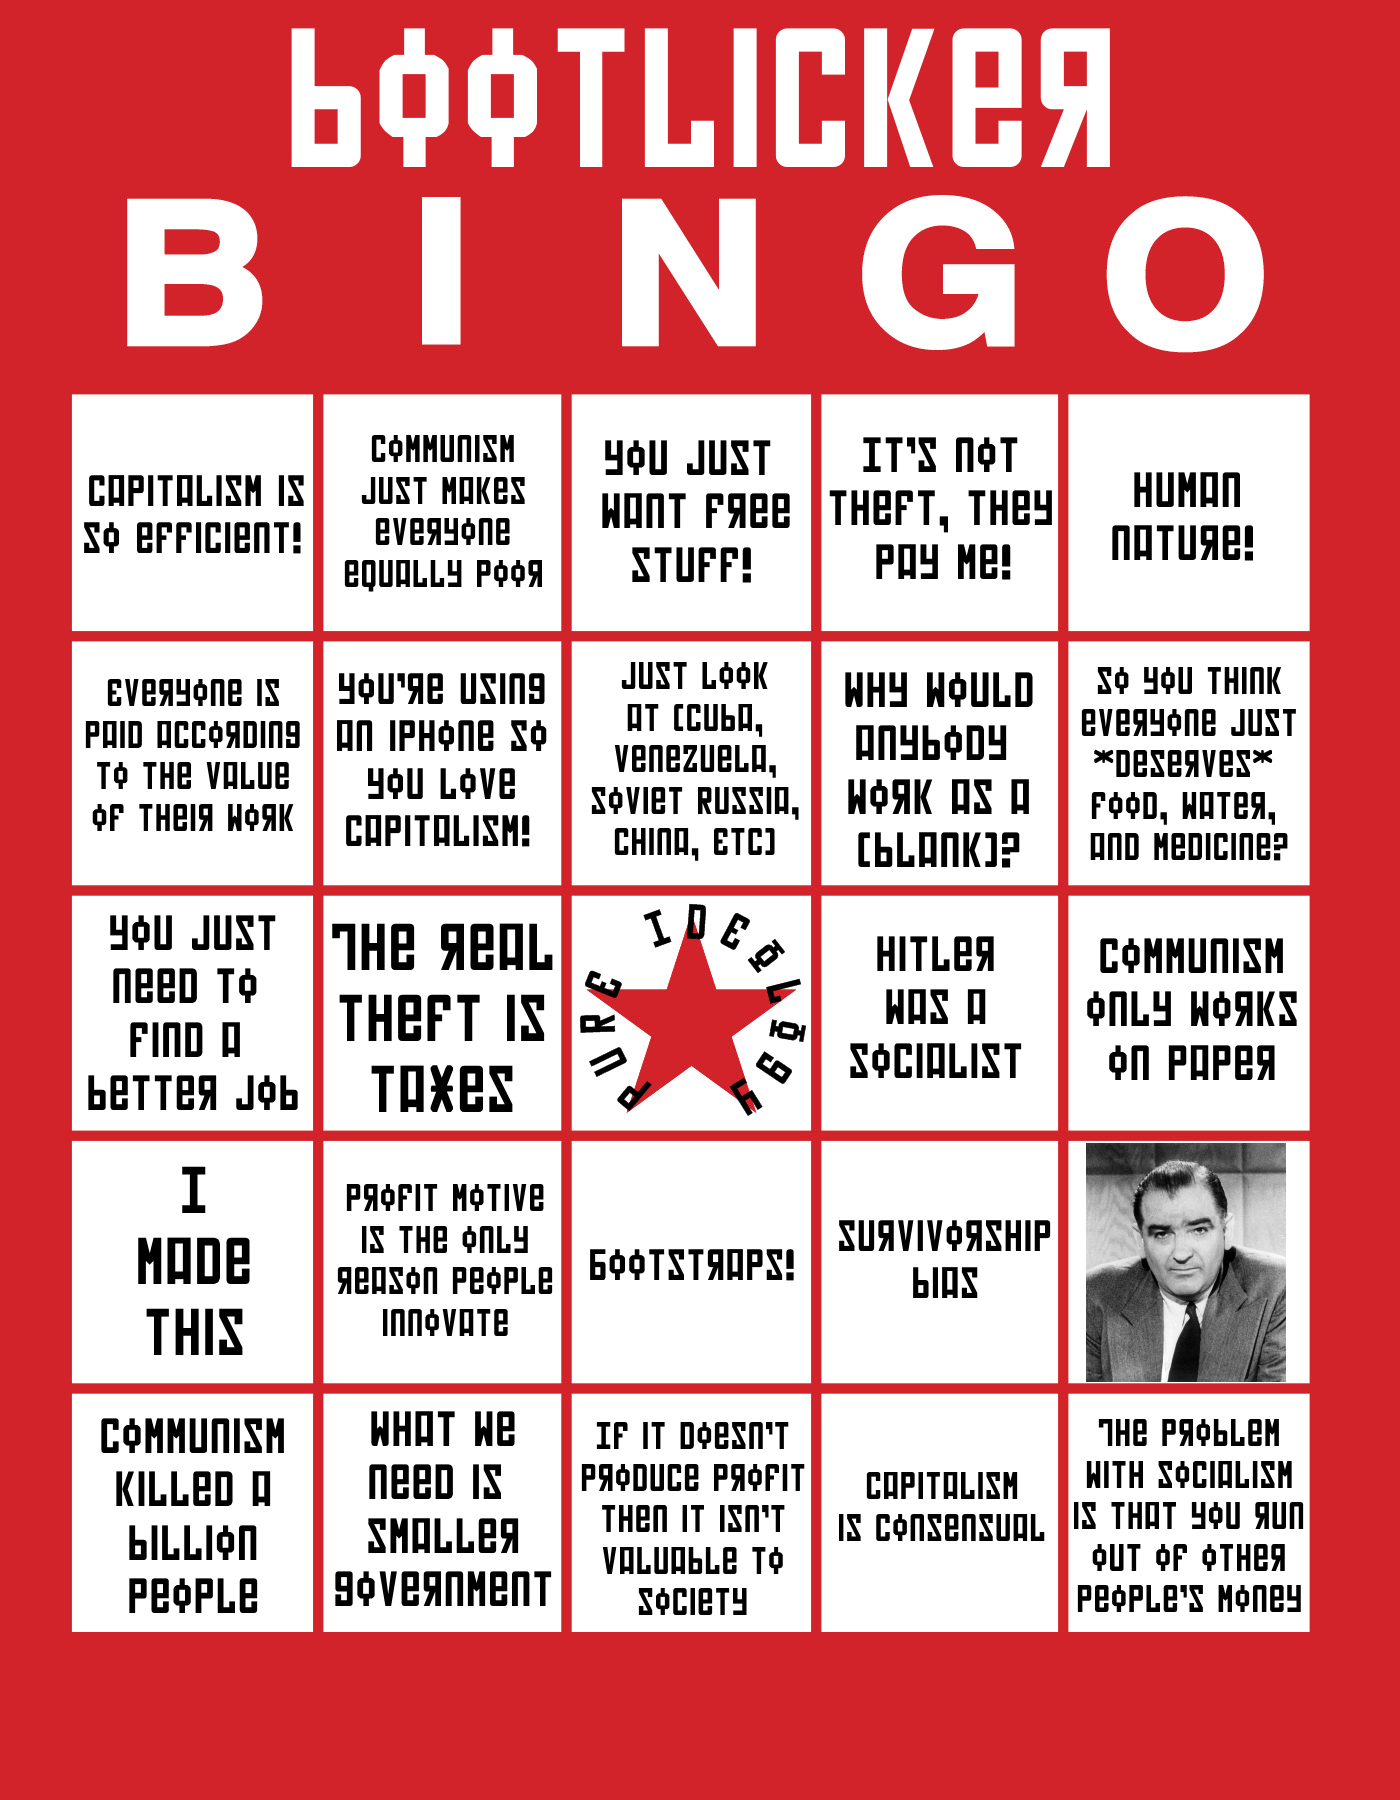 BOOTLICKER
B I N G O
CAPITALISM IS
SO EFFICIENT!
COMMUNISM
JUST MAKES
EVERYONE
EQUALLY POOR
YOU JUST
WANT FREE
STUFF!
IT'S NOT
THEFT, THEY
PAY ME!
HUMAN
NATURE!
EVERYONE IS
PAID ACCORDING
TO THE VALUE
OF THEIR WORK
YOU'RE USING
AN IPHONE SO
YOU LOVE
CAPITALISM!
JUST LOOK
AT (CUBA,
VENEZUELA,
SOVIET RUSSIA,
CHINA, ETC)
WHY WOULD
ANYBODY
WORK AS A
(BLANK)?
SO YOU THINK
EVERYONE JUST
*DESERVES*
FOOD, WATER,
AND MEDICINE?
YOU JUST
NEED TO
FIND A
BETTER JOB
THE REAL
THEFT IS
TAXES
PURE IDEOLOGY
HITLER
WAS A
SOCIALIST
COMMUNISM
ONLY WORKS
ON PAPER
I
MADE
THIS
PROFIT MOTIVE
IS THE ONLY
REASON PEOPLE
INNOVATE
BOOTSTRAPS!
SURVIVORSHIP
BIAS
COMMUNISM
KILLED A
BILLION
PEOPLE
WHAT WE
NEED IS
SMALLER
GOVERNMENT
IF IT DOESN'T
PRODUCE PROFIT
THEN IT ISN'T
VALUABLE TO
SOCIETY
CAPITALISM
IS CONSENSUAL
THE PROBLEM
WITH SOCIALISM
IS THAT YOU RUN
OUT OF OTHER
PEOPLE'S MONEY